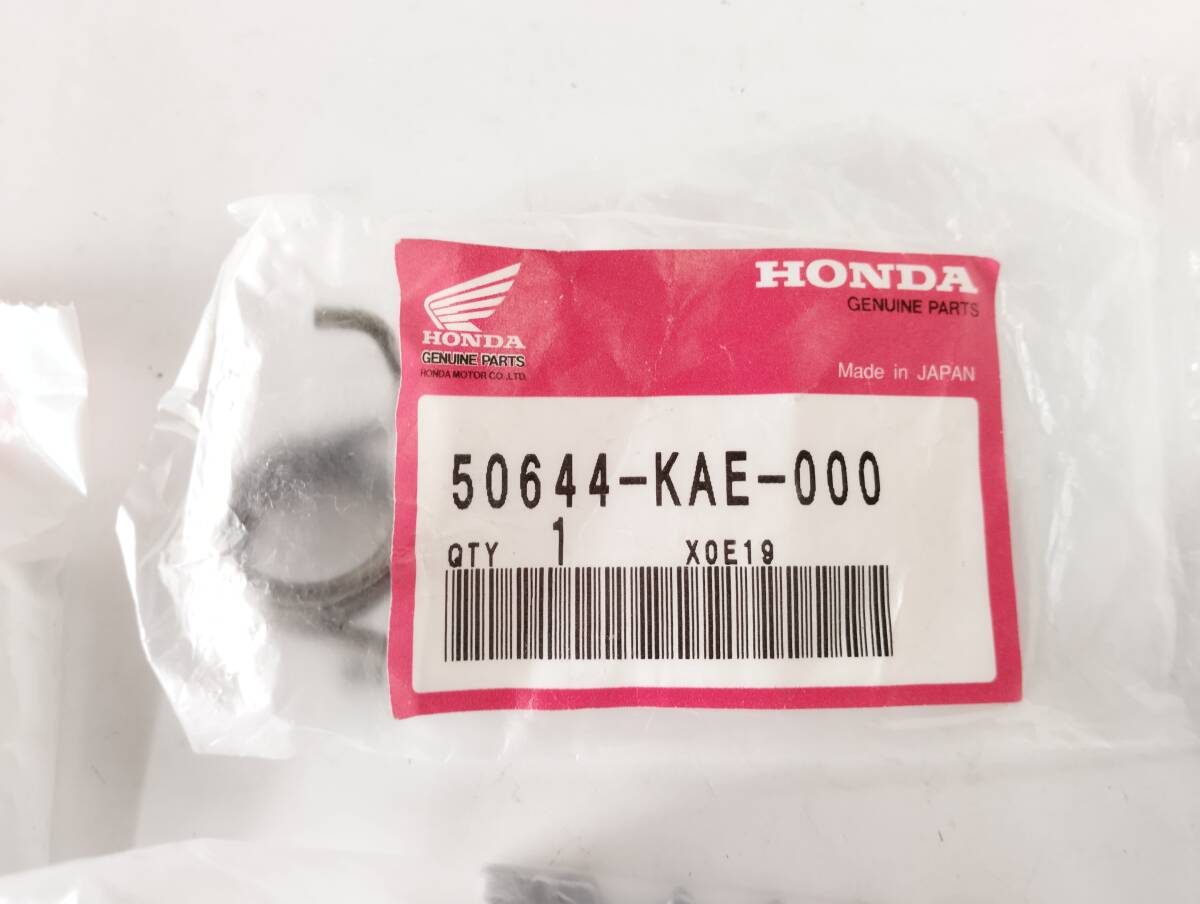 HONDA
GENUINE PARTS
HONDA MOTOR CO.,LTD.
HONDA
GENUINE PARTS
Made in JAPAN
50644-KAE-000
QTY 1 X0E19